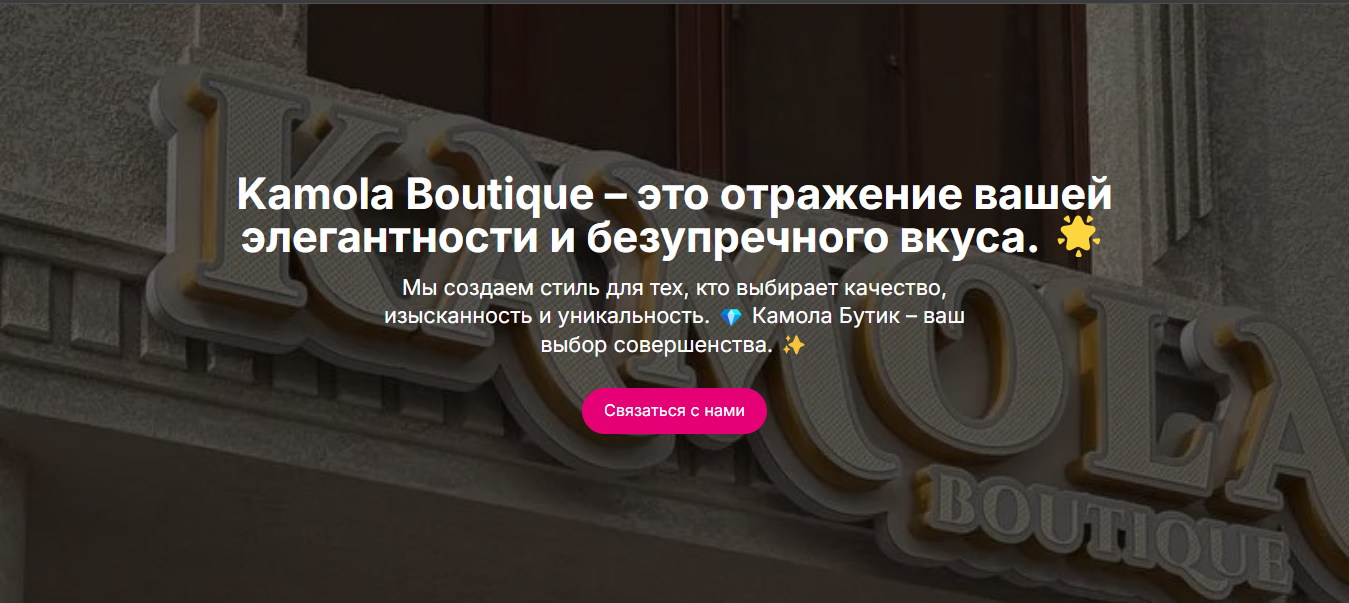 Kamola Boutique – это отражение вашей
элегантности и безупречного вкуса. 🌟
Мы создаем стиль для тех, кто выбирает качество,
изысканность и уникальность. 💎 Камола Бутик – ваш
выбор совершенства. ✨
Связаться с нами
KAMOLA
BOUTIQUE